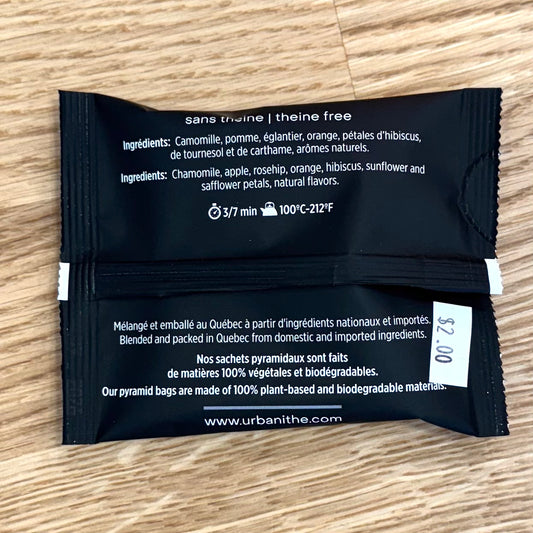 sans théine | theine free
Ingrédients: Camomille, pomme, églantier, orange, pétales d'hibiscus,
de tournesol et de carthame, arômes naturels.
Ingredients: Chamomile, apple, rosehip, orange, hibiscus, sunflower and
safflower petals, natural flavors.
3/7 min 100°C-212°F
Mélangé et emballé au Québec à partir d'ingrédients nationaux et importés.
Blended and packed in Quebec from domestic and imported ingredients.
$2.00
Nos sachets pyramidaux sont faits
de matières 100% végétales et biodégradables.
Our pyramid bags are made of 100% plant-based and biodegradable materials.
www.urbanithe.com